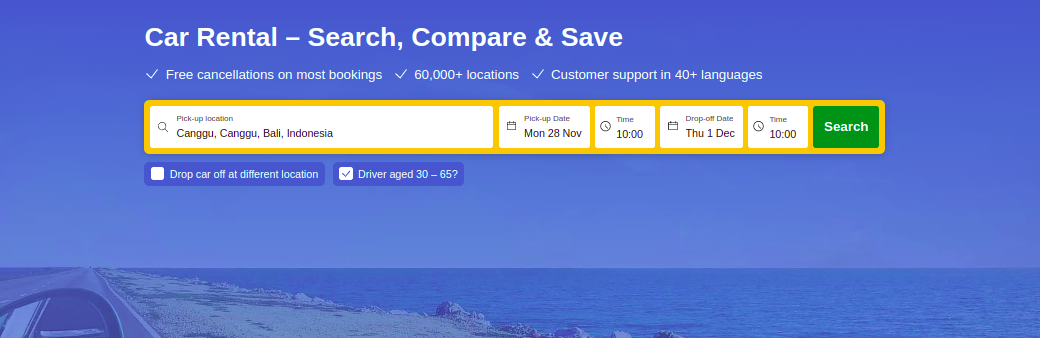 Car Rental – Search, Compare & Save
Free cancellations on most bookings 60,000+ locations Customer support in 40+ languages
Pick-up location
Canggu, Canggu, Bali, Indonesia
Pick-up Date
Mon 28 Nov
Time
10:00
Drop-off Date
Thu 1 Dec
Time
10:00
Search
Drop car off at different location
Driver aged 30 – 65?